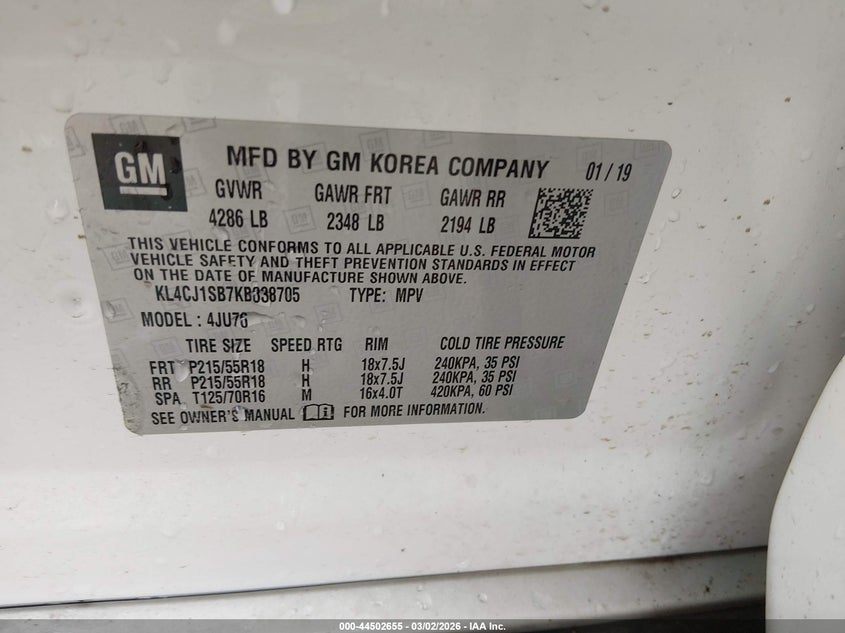 GM
MFD BY GM KOREA COMPANY 01/19
GVWR GAWR FRT GAWR RR
4286 LB 2348 LB 2194 LB
THIS VEHICLE CONFORMS TO ALL APPLICABLE U.S. FEDERAL MOTOR
VEHICLE SAFETY AND THEFT PREVENTION STANDARDS IN EFFECT
ON THE DATE OF MANUFACTURE SHOWN ABOVE.
KL4CJ1SB7KB338705 TYPE: MPV
MODEL : 4JU76
TIRE SIZE SPEED RTG RIM COLD TIRE PRESSURE
FRT P215/55R18 H 18x7.5J 240KPA, 35 PSI
RR P215/55R18 H 18x7.5J 240KPA, 35 PSI
SPA T125/70R16 M 16x4.0T 420KPA, 60 PSI
SEE OWNER'S MANUAL FOR MORE INFORMATION.
000-44502655 - 03/02/2026 - IAA Inc.